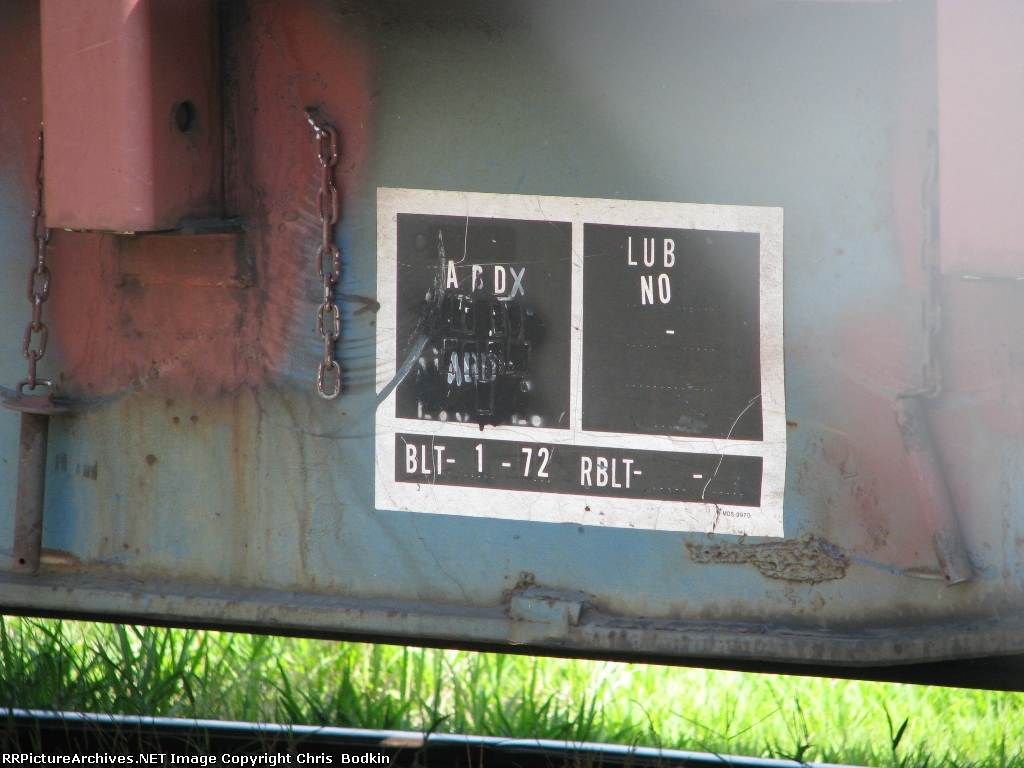 ABDX
LUB
NO
-
BLT- 1 - 72 RBLT- -
RRPictureArchives.NET Image Copyright Chris Bodkin